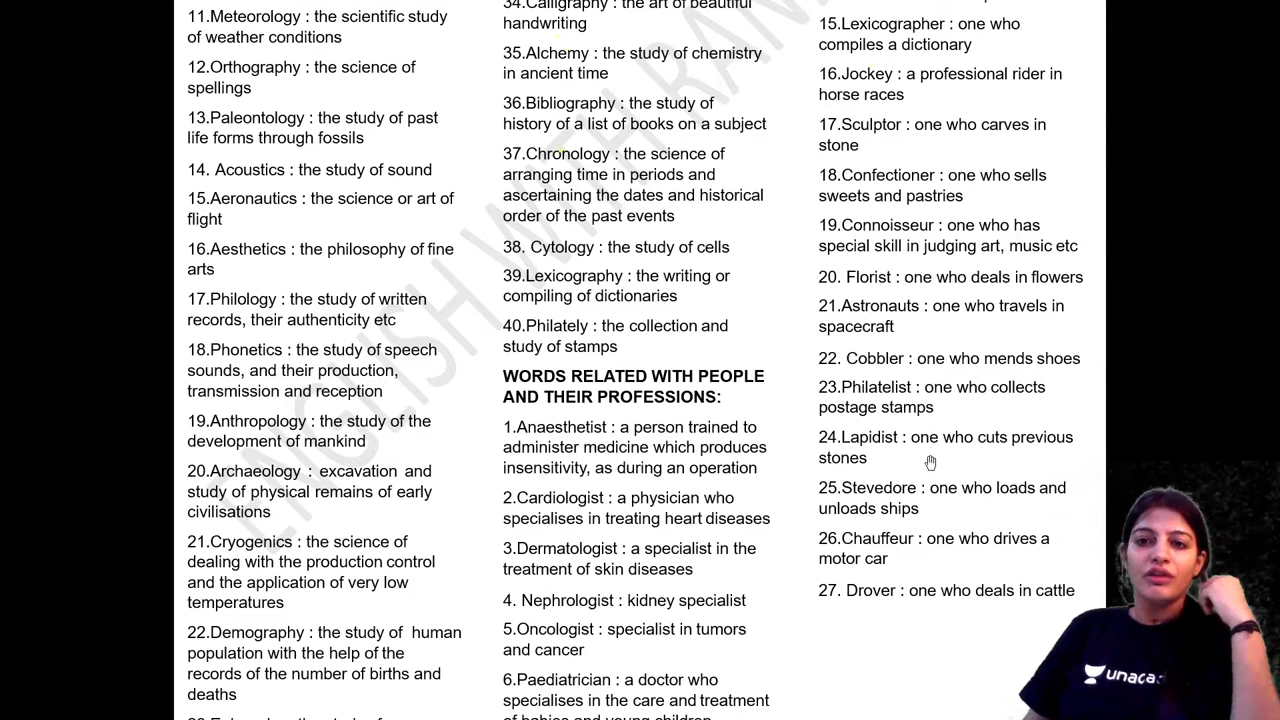 11.Meteorology : the scientific study
of weather conditions
12.Orthography : the science of
spellings
13.Paleontology : the study of past
life forms through fossils
14. Acoustics : the study of sound
15.Aeronautics : the science or art of
flight
16.Aesthetics : the philosophy of fine
arts
17.Philology : the study of written
records, their authenticity etc
18.Phonetics : the study of speech
sounds, and their production,
transmission and reception
19.Anthropology : the study of the
development of mankind
20.Archaeology : excavation and
study of physical remains of early
civilisations
21.Cryogenics : the science of
dealing with the production control
and the application of very low
temperatures
22.Demography : the study of human
population with the help of the
records of the number of births and
deaths
34.Calligraphy : the art of beautiful
handwriting
35.Alchemy : the study of chemistry
in ancient time
36.Bibliography : the study of
history of a list of books on a subject
37.Chronology : the science of
arranging time in periods and
ascertaining the dates and historical
order of the past events
38. Cytology : the study of cells
39.Lexicography : the writing or
compiling of dictionaries
40.Philately : the collection and
study of stamps
WORDS RELATED WITH PEOPLE
AND THEIR PROFESSIONS:
1.Anaesthetist : a person trained to
administer medicine which produces
insensitivity, as during an operation
2.Cardiologist : a physician who
specialises in treating heart diseases
3.Dermatologist : a specialist in the
treatment of skin diseases
4. Nephrologist : kidney specialist
5.Oncologist : specialist in tumors
and cancer
6.Paediatrician : a doctor who
specialises in the care and treatment
of babies and young children
15.Lexicographer : one who
compiles a dictionary
16.Jockey : a professional rider in
horse races
17.Sculptor : one who carves in
stone
18.Confectioner : one who sells
sweets and pastries
19.Connoisseur : one who has
special skill in judging art, music etc
20. Florist : one who deals in flowers
21.Astronauts : one who travels in
spacecraft
22. Cobbler : one who mends shoes
23.Philatelist : one who collects
postage stamps
24.Lapidist : one who cuts previous
stones
25.Stevedore : one who loads and
unloads ships
26.Chauffeur : one who drives a
motor car
27. Drover : one who deals in cattle
ENGLISH WITH RAN
unaca